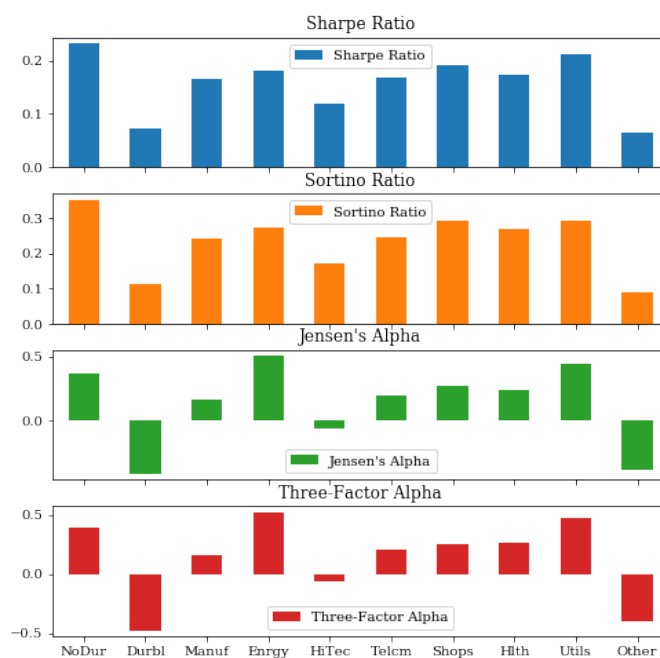 Sharpe Ratio
0.2
0.1
0.0
Sharpe Ratio
Sortino Ratio
0.3
0.2
0.1
0.0
Sortino Ratio
Jensen's Alpha
0.5
0.0
Jensen's Alpha
Three-Factor Alpha
0.5
0.0
−0.5
Three-Factor Alpha
NoDur Durbl Manuf Enrgy HiTec Telcm Shops Hlth Utils Other